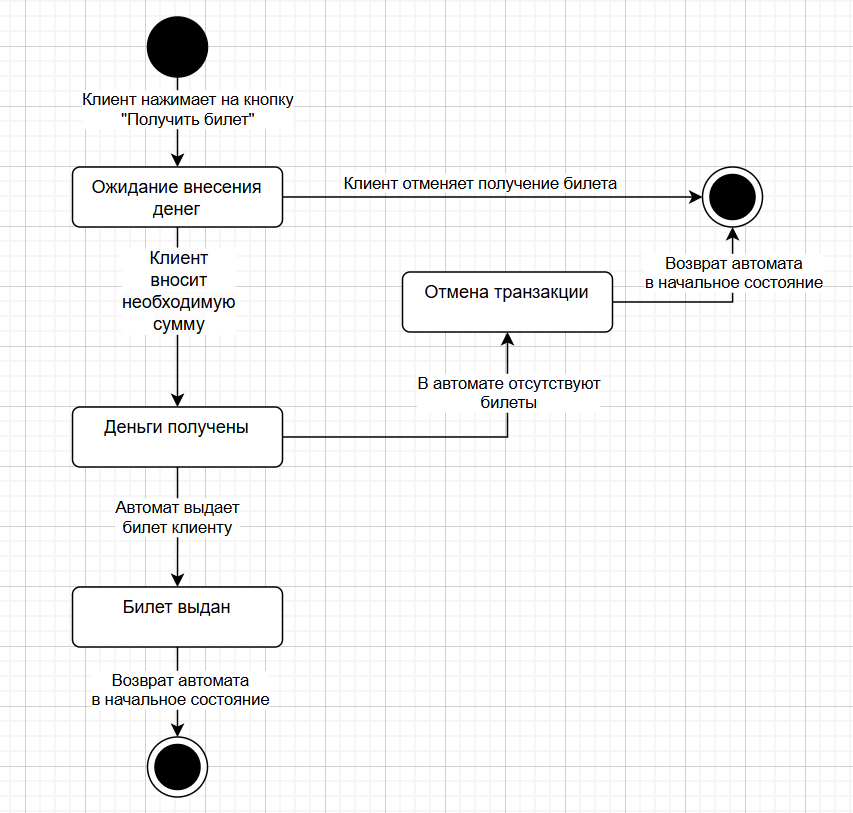 Клиент нажимает на кнопку
"Получить билет"
Ожидание внесения
денег
Клиент отменяет получение билета
Клиент
вносит
необходимую
сумму
Возврат автомата
в начальное состояние
Отмена транзакции
В автомате отсутствуют
билеты
Деньги получены
Автомат выдает
билет клиенту
Билет выдан
Возврат автомата
в начальное состояние